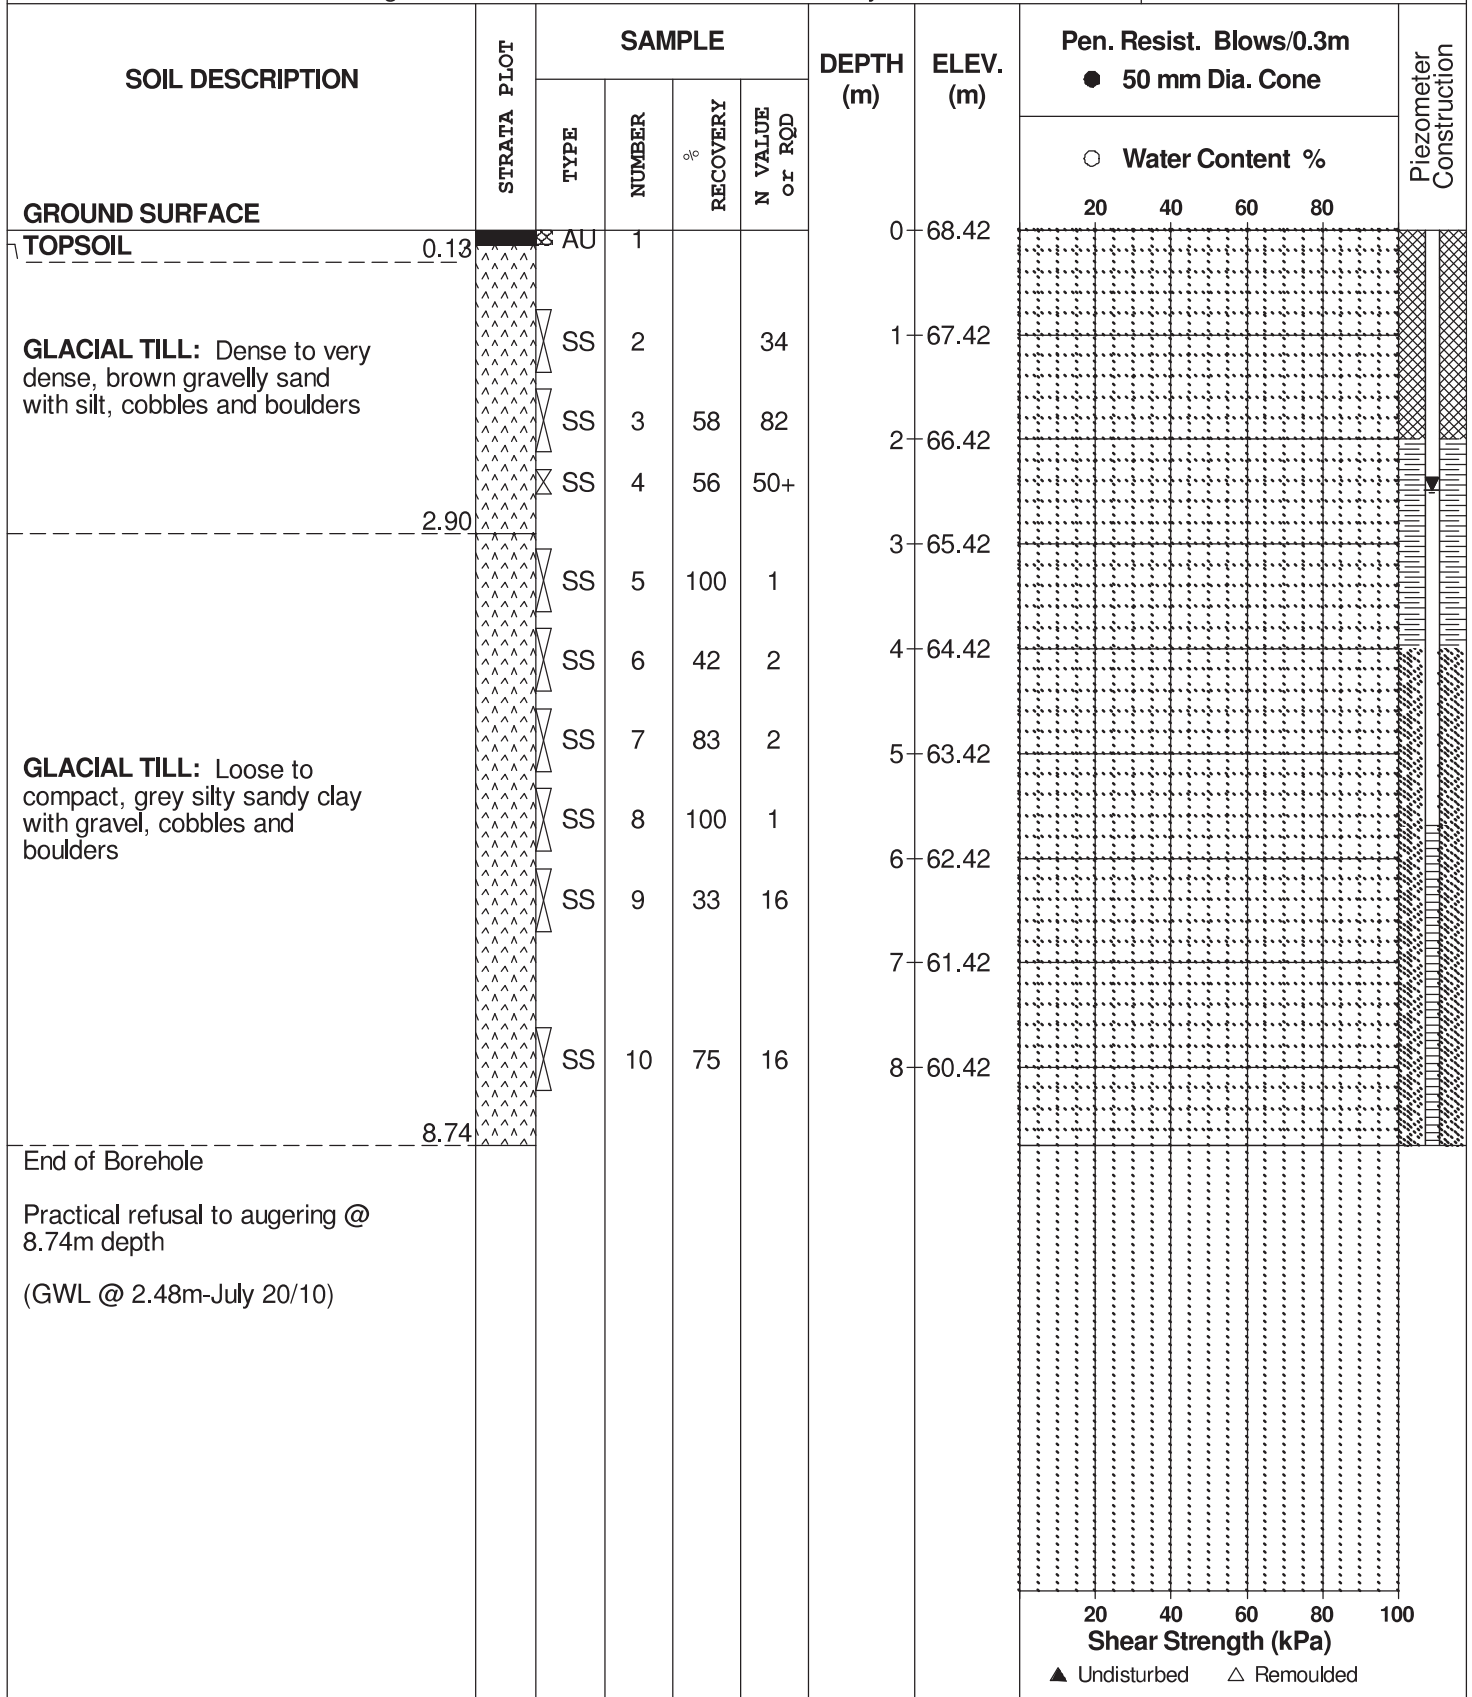 SOIL DESCRIPTION
STRATA PLOT
SAMPLE
TYPE
NUMBER
% RECOVERY
N VALUE or RQD
DEPTH (m)
ELEV. (m)
Pen. Resist. Blows/0.3m
● 50 mm Dia. Cone
○ Water Content %
Piezometer Construction
20 40 60 80
GROUND SURFACE
0 68.42
TOPSOIL 0.13
AU 1
GLACIAL TILL: Dense to very
dense, brown gravelly sand
with silt, cobbles and boulders
SS 2 34
1 67.42
SS 3 58 82
2 66.42
SS 4 56 50+
2.90
3 65.42
SS 5 100 1
4 64.42
SS 6 42 2
SS 7 83 2
5 63.42
GLACIAL TILL: Loose to
compact, grey silty sandy clay
with gravel, cobbles and
boulders
SS 8 100 1
6 62.42
SS 9 33 16
7 61.42
SS 10 75 16
8 60.42
8.74
End of Borehole
Practical refusal to augering @
8.74m depth
(GWL @ 2.48m-July 20/10)
20 40 60 80 100
Shear Strength (kPa)
▲ Undisturbed △ Remoulded